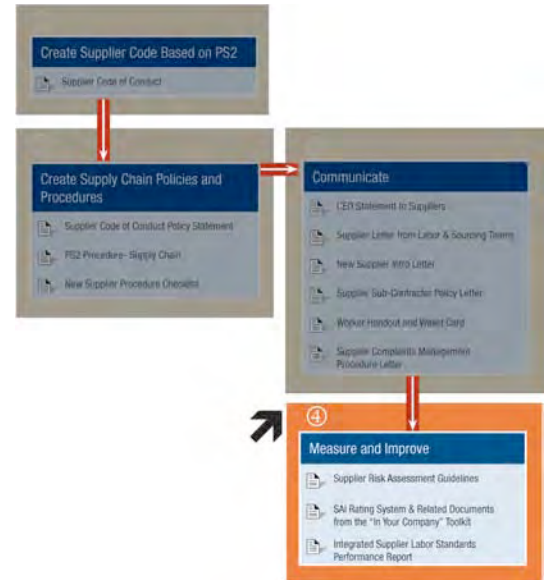 Create Supplier Code Based on PS2
Supplier Code of Conduct
Create Supply Chain Policies and
Procedures
Supplier Code of Conduct Policy Statement
PS2 Procedure- Supply Chain
New Supplier Procedure Checklist
Communicate
CEO Statement to Suppliers
Supplier Letter from Labor & Sourcing Teams
New Supplier Intro Letter
Supplier Sub-Contractor Policy Letter
Worker Handout and Wallet Card
Supplier Complaints Management
Procedure Letter
④
Measure and Improve
Supplier Risk Assessment Guidelines
SAI Rating System & Related Documents
from the "In Your Company" Toolkit
Integrated Supplier Labor Standards
Performance Report